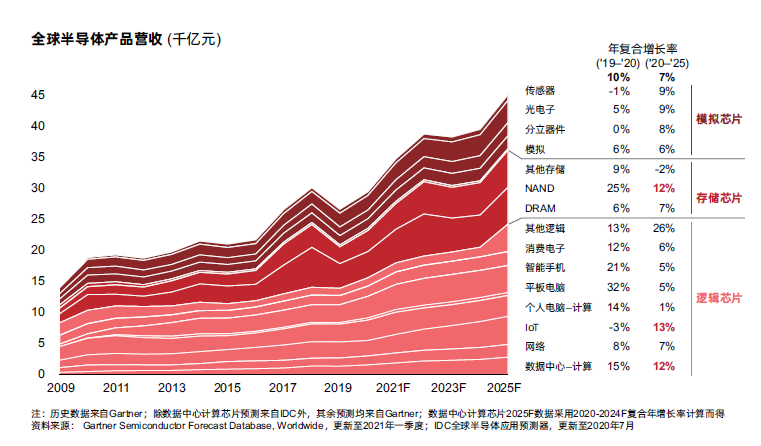 全球半导体产品营收 (千亿元)
年复合增长率
('19–'20) ('20–'25)
10% 7%
45
40
35
30
25
20
15
10
5
0
2009 2011 2013 2015 2017 2019 2021F 2023F 2025F
传感器 -1% 9%
光电子 5% 9%
分立器件 0% 8%
模拟 6% 6%
模拟芯片
其他存储 9% -2%
NAND 25% 12%
DRAM 6% 7%
存储芯片
其他逻辑 13% 26%
消费电子 12% 6%
智能手机 21% 5%
平板电脑 32% 5%
个人电脑–计算 14% 1%
IoT -3% 13%
网络 8% 7%
数据中心–计算 15% 12%
逻辑芯片
注：历史数据来自Gartner；除数据中心计算芯片预测来自IDC外，其余预测均来自Gartner；数据中心计算芯片2025F数据采用2020-2024F复合年增长率计算而得
资料来源： Gartner Semiconductor Forecast Database, Worldwide，更新至2021年一季度；IDC全球半导体应用预测器，更新至2020年7月